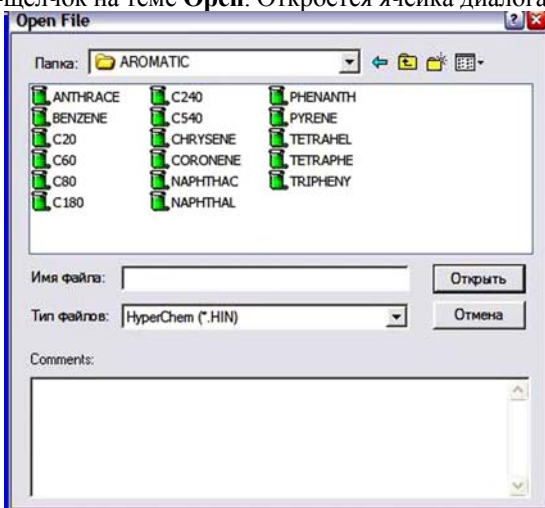 щелчок на теме Open. Откроется ячейка диалога
Open File
Папка: AROMATIC
ANTHRACE C240 PHENANTH
BENZENE C540 PYRENE
C20 CHRYSENE TETRAHEL
C60 CORONENE TETRAPHE
C80 NAPHTHAC TRIPHENY
C180 NAPHTHAL
Имя файла: Открыть
Тип файлов: HyperChem (*.HIN) Отмена
Comments: